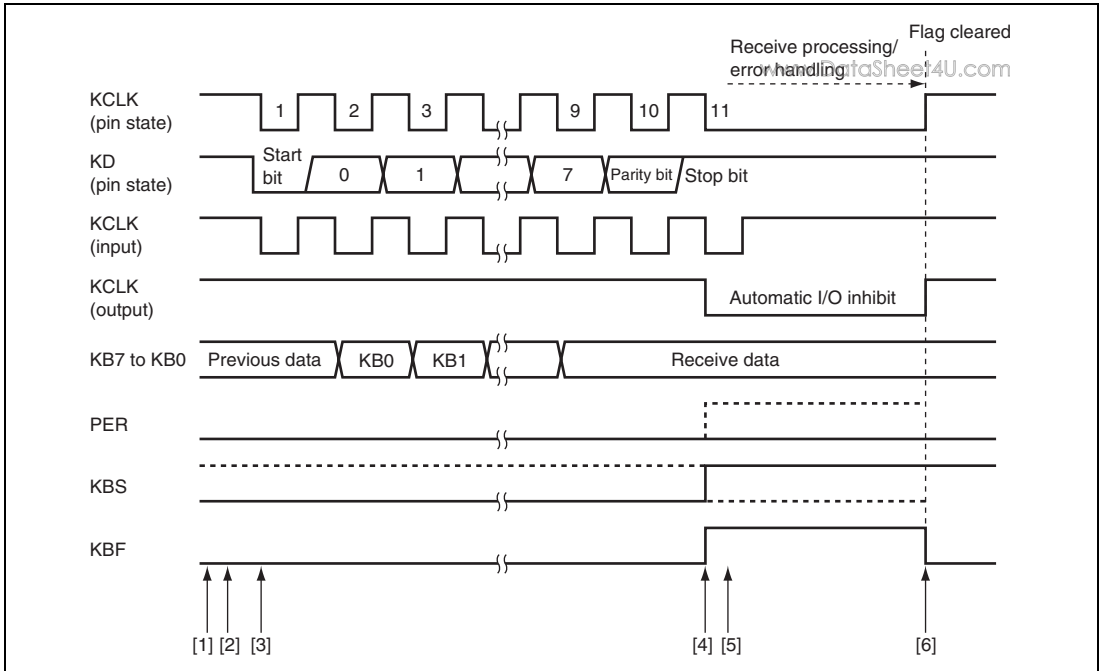 Flag cleared
Receive processing/
error handling
www.DataSheet4U.com
KCLK
(pin state)
1 2 3 9 10 11
KD
(pin state)
Start
bit
0 1 7 Parity bit Stop bit
KCLK
(input)
KCLK
(output)
Automatic I/O inhibit
KB7 to KB0 Previous data KB0 KB1 Receive data
PER
KBS
KBF
[1] [2] [3] [4] [5] [6]